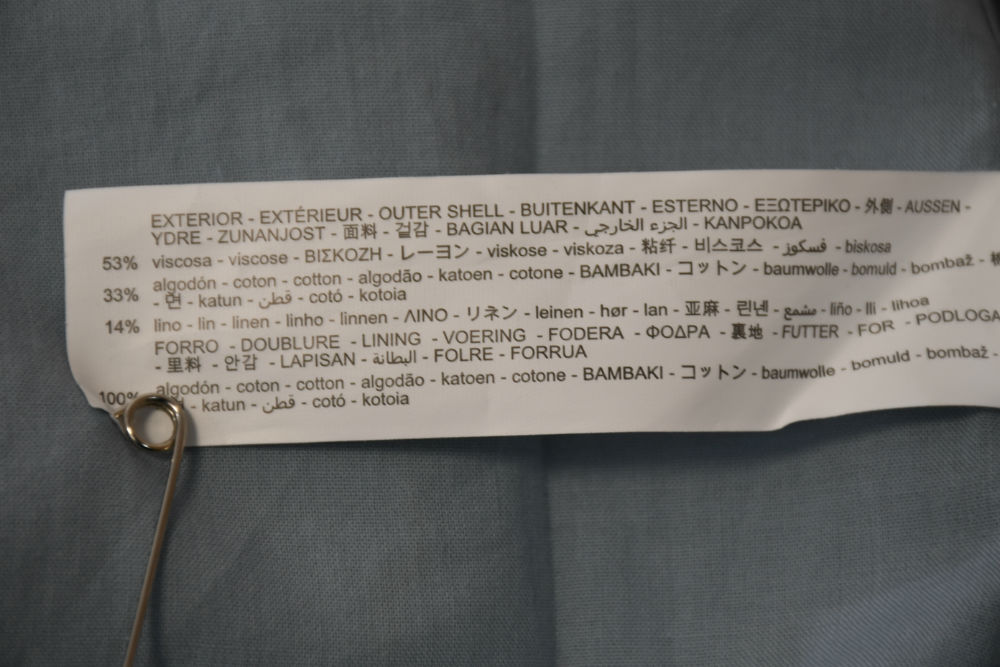 EXTERIOR - EXTÉRIEUR - OUTER SHELL - BUITENKANT - ESTERNO - ΕΞΩΤΕΡΙΚΟ - 外側 - AUSSEN -
YDRE - ZUNANJOST - 面料 - 겉감 - BAGIAN LUAR - الجزء الخارجي - KANPOKOA
53% viscosa - viscose - ΒΙΣΚΟΖΗ - レーヨン - viskose - viskoza - 粘纤 - 비스코스 - فسكوز - biskosa
33% algodón - coton - cotton - algodão - katoen - cotone - ΒΑΜΒΑΚΙ - コットン - baumwolle - bomuld - bombaž -
- 면 - katun - قطن - cotó - kotoia
14% lino - lin - linen - linho - linnen - ΛΙΝΟ - リネン - leinen - hør - lan - 亚麻 - 린넨 - مشمع - liño - lli - lihoa
FORRO - DOUBLURE - LINING - VOERING - FODERA - ΦΟΔΡΑ - 裏地 - FUTTER - FOR - PODLOGA
- 里料 - 안감 - LAPISAN - البطانة - FOLRE - FORRUA
100% algodón - coton - cotton - algodão - katoen - cotone - ΒΑΜΒΑΚΙ - コットン - baumwolle - bomuld - bombaž -
- katun - قطن - cotó - kotoia